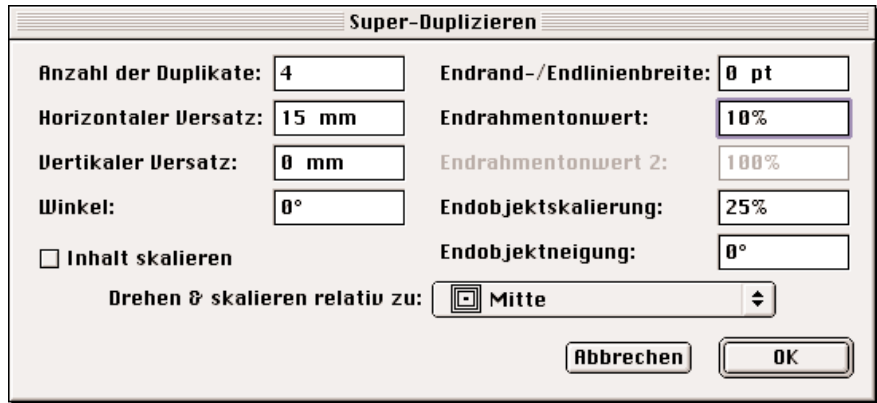 Super-Duplizieren
Anzahl der Duplikate: 4
Endrand-/Endlinienbreite: 0 pt
Horizontaler Versatz: 15 mm
Endrahmentonwert: 10%
Vertikaler Versatz: 0 mm
Endrahmentonwert 2: 100%
Winkel: 0°
Endobjektskalierung: 25%
Inhalt skalieren
Endobjektneigung: 0°
Drehen & skalieren relativ zu: Mitte
Abbrechen
OK